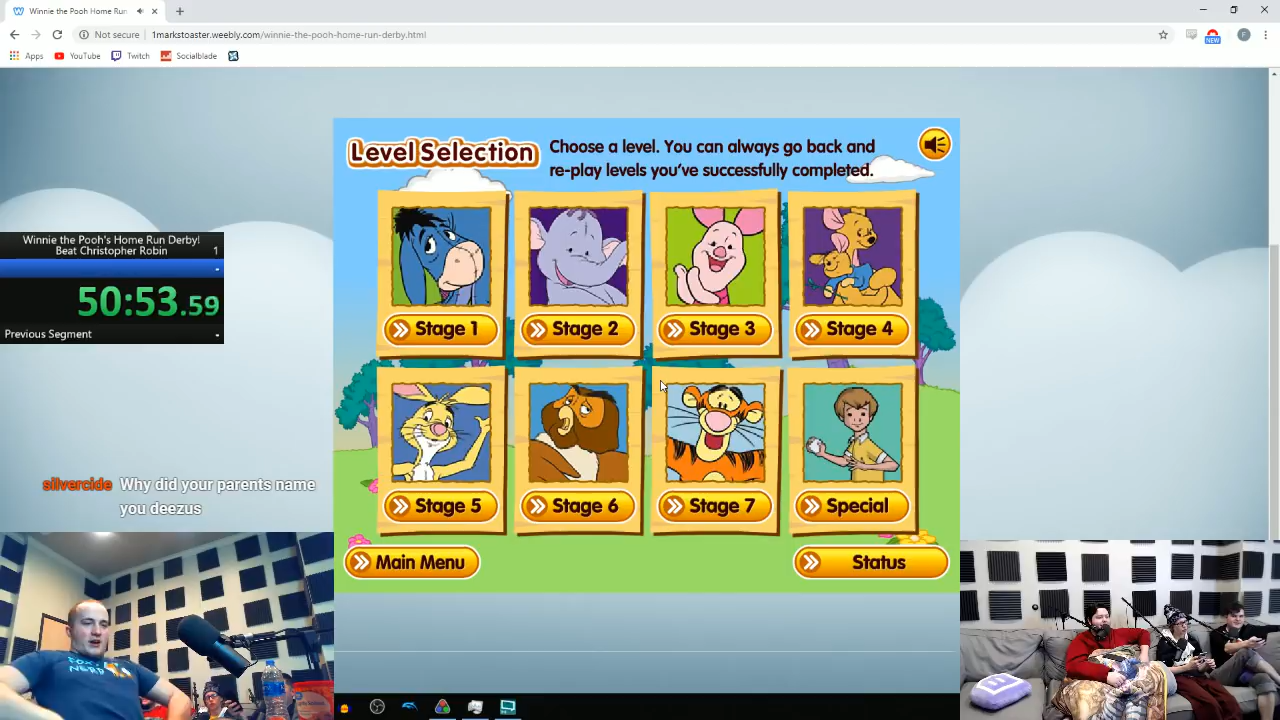 Winnie the Pooh Home Run
Not secure 1markstoaster.weebly.com/winnie-the-pooh-home-run-derby.html
NEW
F
Apps YouTube Twitch Socialblade
Level Selection
Choose a level. You can always go back and
re-play levels you've successfully completed.
Winnie the Pooh's Home Run Derby!
Beat Christopher Robin 1
-
50:53.59
Previous Segment -
Stage 1 Stage 2 Stage 3 Stage 4
Stage 5 Stage 6 Stage 7 Special
silvercide Why did your parents name
you deezus
Main Menu Status